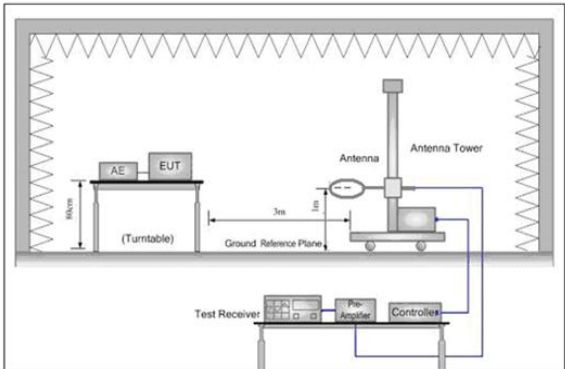 Antenna
Antenna Tower
AE
EUT
80cm
1m
3m
(Turntable)
Ground Reference Plane
Test Receiver
Pre-
Amplifier
Controller